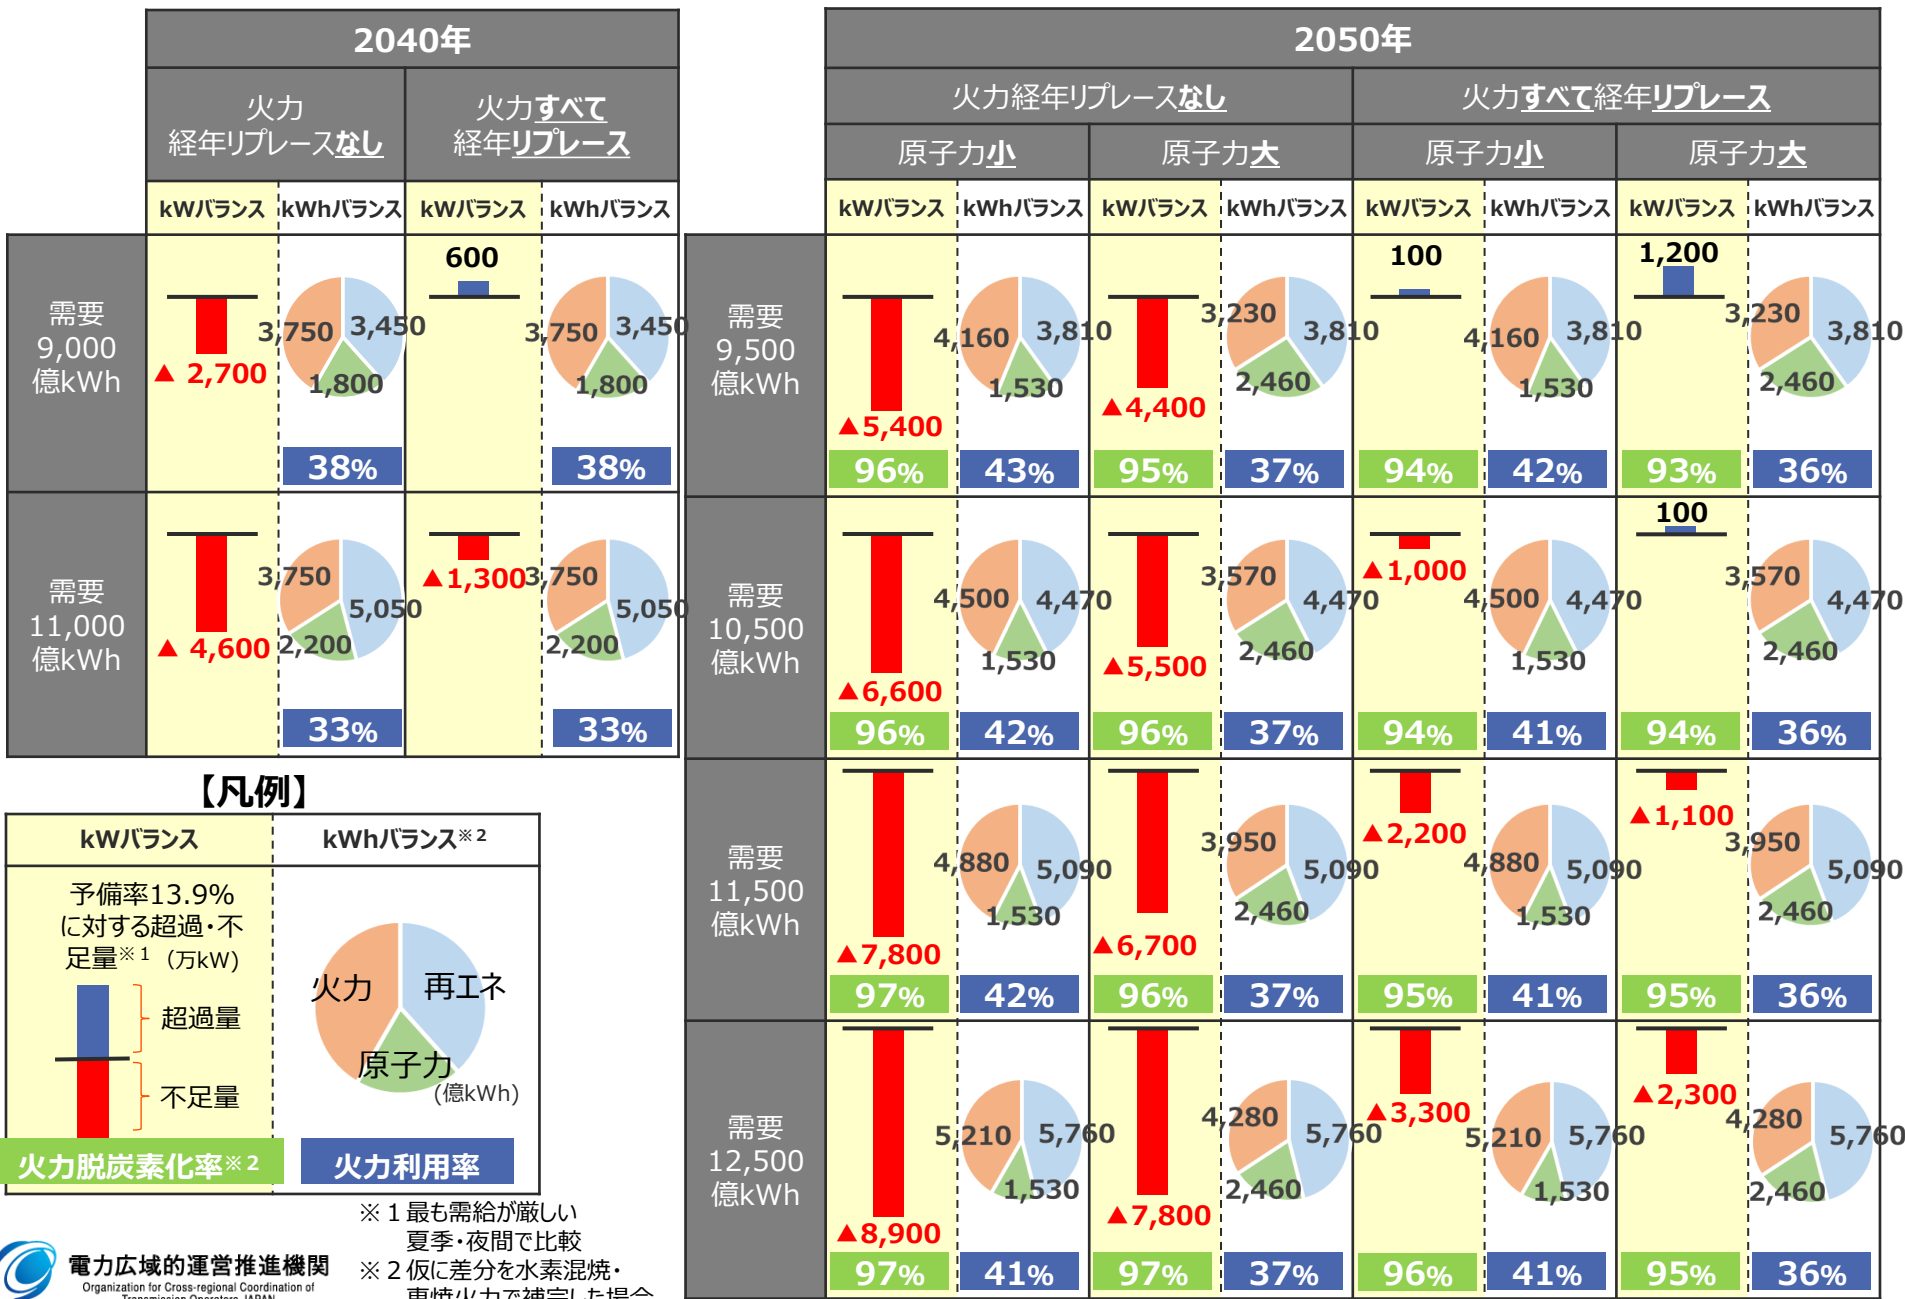 2040年
火力
経年リプレースなし
火力すべて
経年リプレース
kWバランス kWhバランス kWバランス kWhバランス
需要
9,000
億kWh
▲ 2,700
3,750 3,450
1,800
38%
600
3,750 3,450
1,800
38%
需要
11,000
億kWh
▲ 4,600
3,750
5,050
2,200
33%
▲1,300
3,750
5,050
2,200
33%
2050年
火力経年リプレースなし 火力すべて経年リプレース
原子力小 原子力大 原子力小 原子力大
kWバランス kWhバランス kWバランス kWhバランス kWバランス kWhバランス kWバランス kWhバランス
需要
9,500
億kWh
▲5,400
96%
4,160 3,810
1,530
43%
▲4,400
95%
3,230
3,810
2,460
37%
100
94%
4,160 3,810
1,530
42%
1,200
93%
3,230
3,810
2,460
36%
需要
10,500
億kWh
▲6,600
96%
4,500 4,470
1,530
42%
▲5,500
96%
3,570
4,470
2,460
37%
▲1,000
94%
4,500 4,470
1,530
41%
100
94%
3,570
4,470
2,460
36%
需要
11,500
億kWh
▲7,800
97%
4,880 5,090
1,530
42%
▲6,700
96%
3,950
5,090
2,460
37%
▲2,200
95%
4,880 5,090
1,530
41%
▲1,100
95%
3,950
5,090
2,460
36%
需要
12,500
億kWh
▲8,900
97%
5,210 5,760
1,530
41%
▲7,800
97%
4,280
5,760
2,460
37%
▲3,300
96%
5,210 5,760
1,530
41%
▲2,300
95%
4,280
5,760
2,460
36%
【凡例】
kWバランス kWhバランス※2
予備率13.9%
に対する超過・不
足量※1 (万kW)
超過量
不足量
火力 再エネ
原子力
(億kWh)
火力脱炭素化率※2 火力利用率
※1 最も需給が厳しい
夏季・夜間で比較
※2 仮に差分を水素混焼・
専焼火力で補完した場合
電力広域的運営推進機関
Organization for Cross-regional Coordination of
Transmission Operators, JAPAN